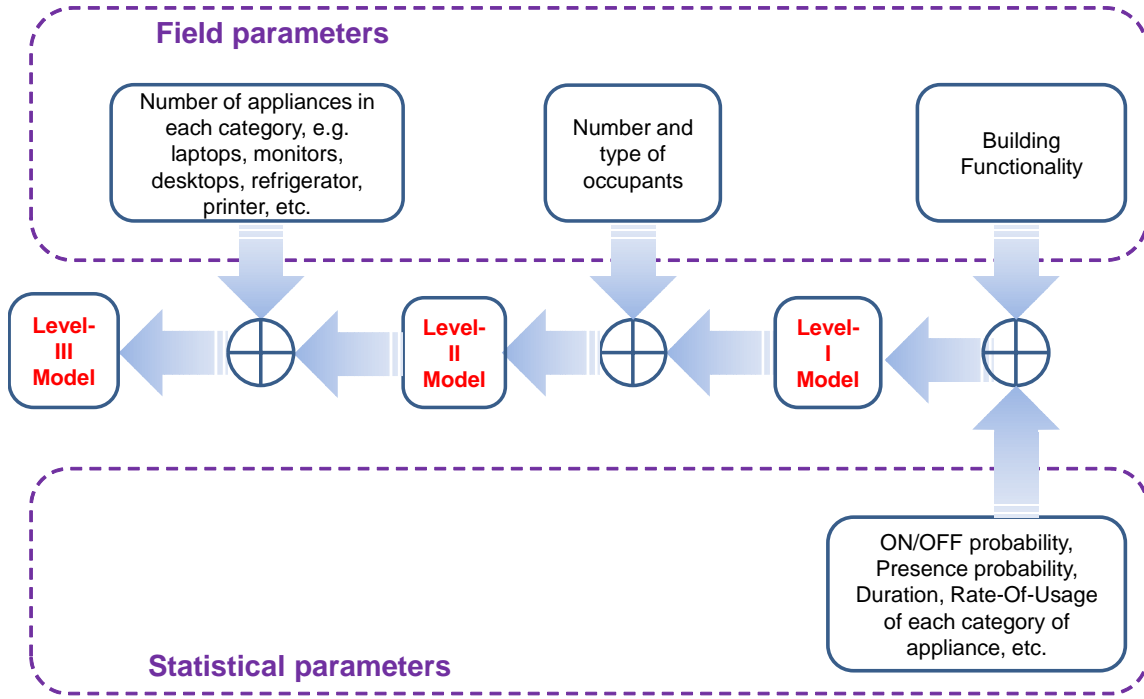 Field parameters
Number of appliances in
each category, e.g.
laptops, monitors,
desktops, refrigerator,
printer, etc.
Number and
type of
occupants
Building
Functionality
Level-
III
Model
Level-
II
Model
Level-
I
Model
ON/OFF probability,
Presence probability,
Duration, Rate-Of-Usage
of each category of
appliance, etc.
Statistical parameters